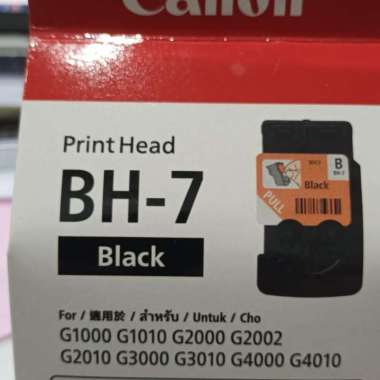 Canon
Print Head
BH-7
Black
B
BH-7
Black
PULL
For / 適用於 / สำหรับ / Untuk / Cho
G1000 G1010 G2000 G2002
G2010 G3000 G3010 G4000 G4010